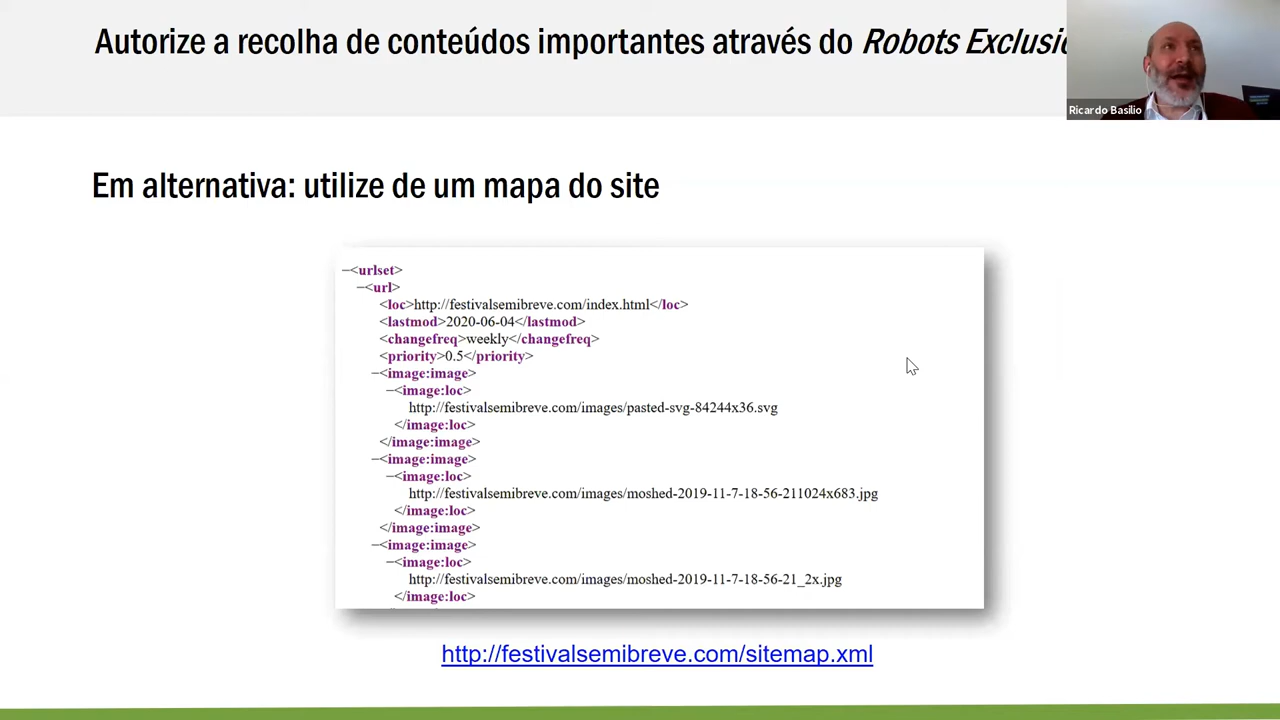 Autorize a recolha de conteúdos importantes através do Robots Exclusi
Ricardo Basílio
Em alternativa: utilize de um mapa do site
−<urlset>
−<url>
<loc>http://festivalsemibreve.com/index.html</loc>
<lastmod>2020-06-04</lastmod>
<changefreq>weekly</changefreq>
<priority>0.5</priority>
−<image:image>
−<image:loc>
http://festivalsemibreve.com/images/pasted-svg-84244x36.svg
</image:loc>
</image:image>
−<image:image>
−<image:loc>
http://festivalsemibreve.com/images/moshed-2019-11-7-18-56-211024x683.jpg
</image:loc>
</image:image>
−<image:image>
−<image:loc>
http://festivalsemibreve.com/images/moshed-2019-11-7-18-56-21_2x.jpg
</image:loc>
http://festivalsemibreve.com/sitemap.xml